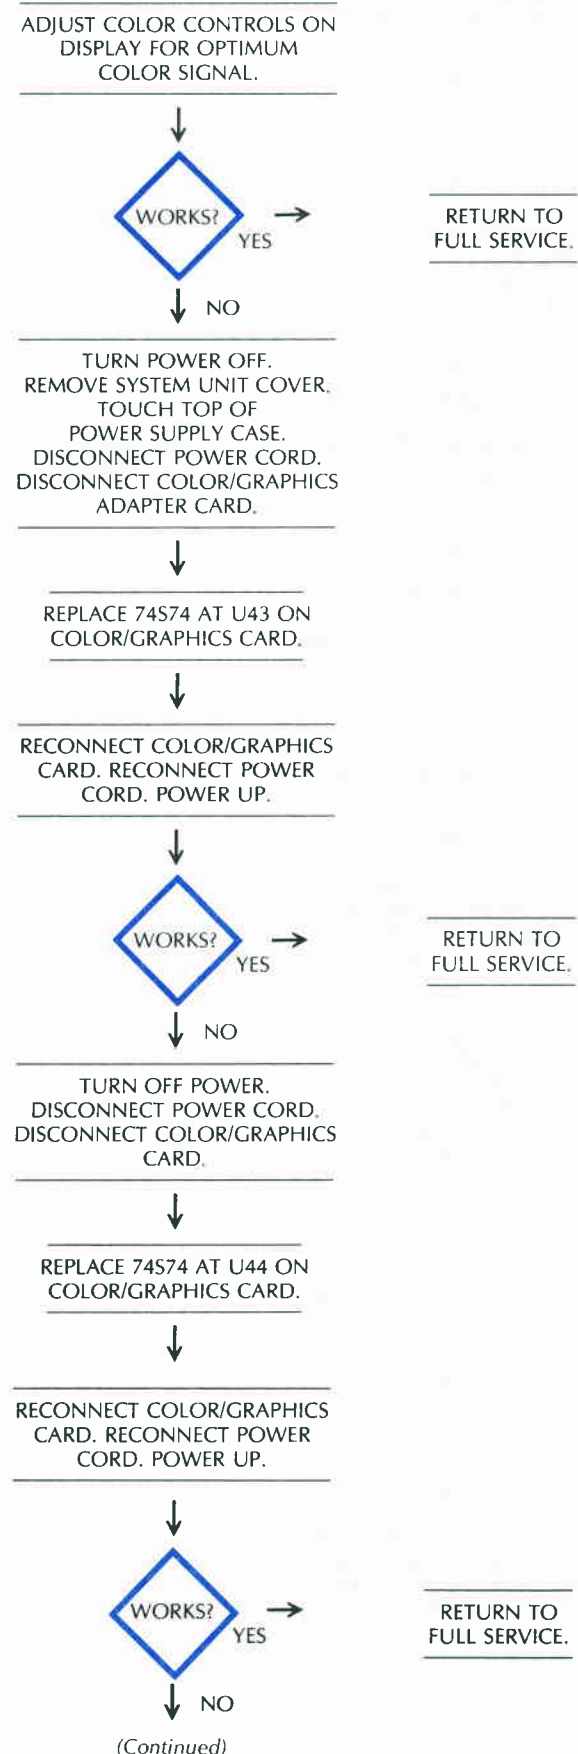 ADJUST COLOR CONTROLS ON
DISPLAY FOR OPTIMUM
COLOR SIGNAL.
WORKS?
YES
RETURN TO
FULL SERVICE.
NO
TURN POWER OFF.
REMOVE SYSTEM UNIT COVER.
TOUCH TOP OF
POWER SUPPLY CASE.
DISCONNECT POWER CORD.
DISCONNECT COLOR/GRAPHICS
ADAPTER CARD.
REPLACE 74S74 AT U43 ON
COLOR/GRAPHICS CARD.
RECONNECT COLOR/GRAPHICS
CARD. RECONNECT POWER
CORD. POWER UP.
WORKS?
YES
RETURN TO
FULL SERVICE.
NO
TURN OFF POWER.
DISCONNECT POWER CORD.
DISCONNECT COLOR/GRAPHICS
CARD.
REPLACE 74S74 AT U44 ON
COLOR/GRAPHICS CARD.
RECONNECT COLOR/GRAPHICS
CARD. RECONNECT POWER
CORD. POWER UP.
WORKS?
YES
RETURN TO
FULL SERVICE.
NO
(Continued)